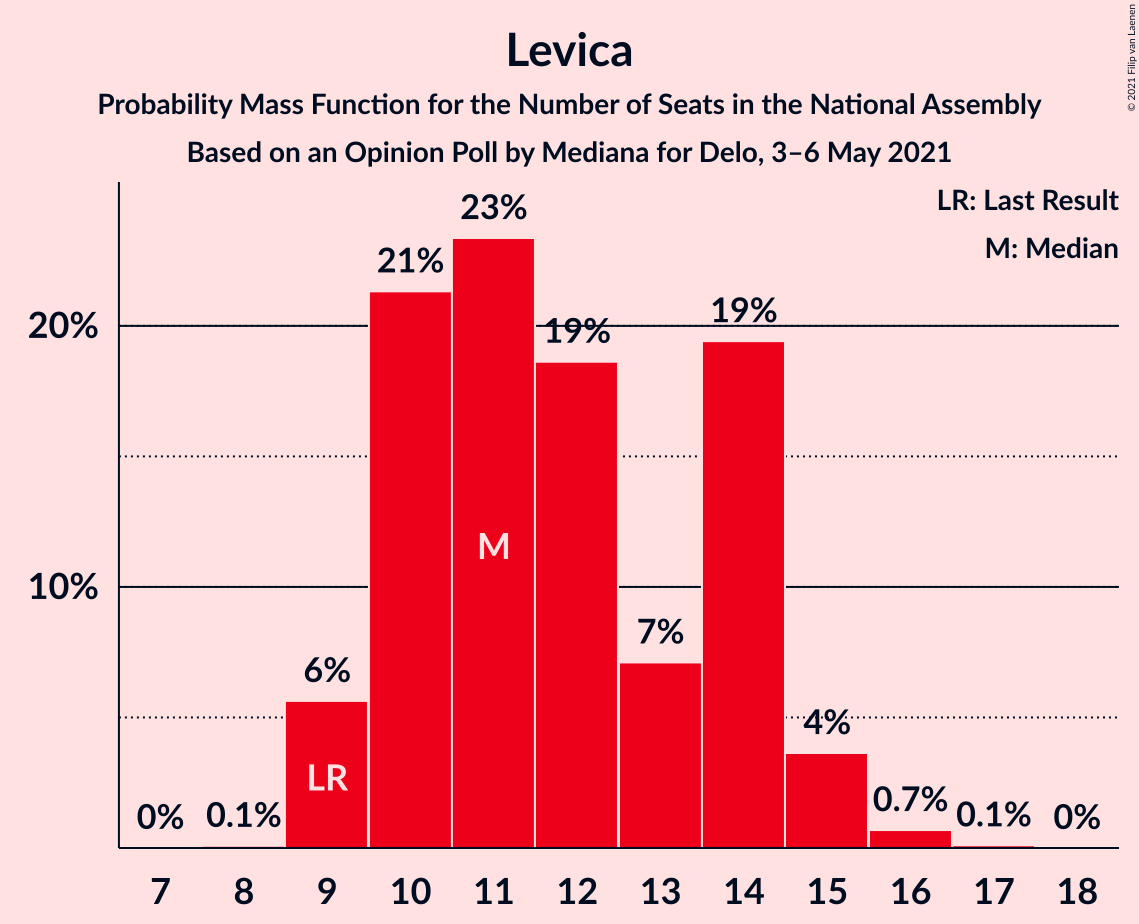 Levica
Probability Mass Function for the Number of Seats in the National Assembly
Based on an Opinion Poll by Mediana for Delo, 3–6 May 2021
© 2021 Filip van Laenen
LR: Last Result
M: Median
20%
10%
0%
0.1%
6%
21%
23%
19%
7%
19%
4%
0.7%
0.1%
0%
LR
M
7 8 9 10 11 12 13 14 15 16 17 18